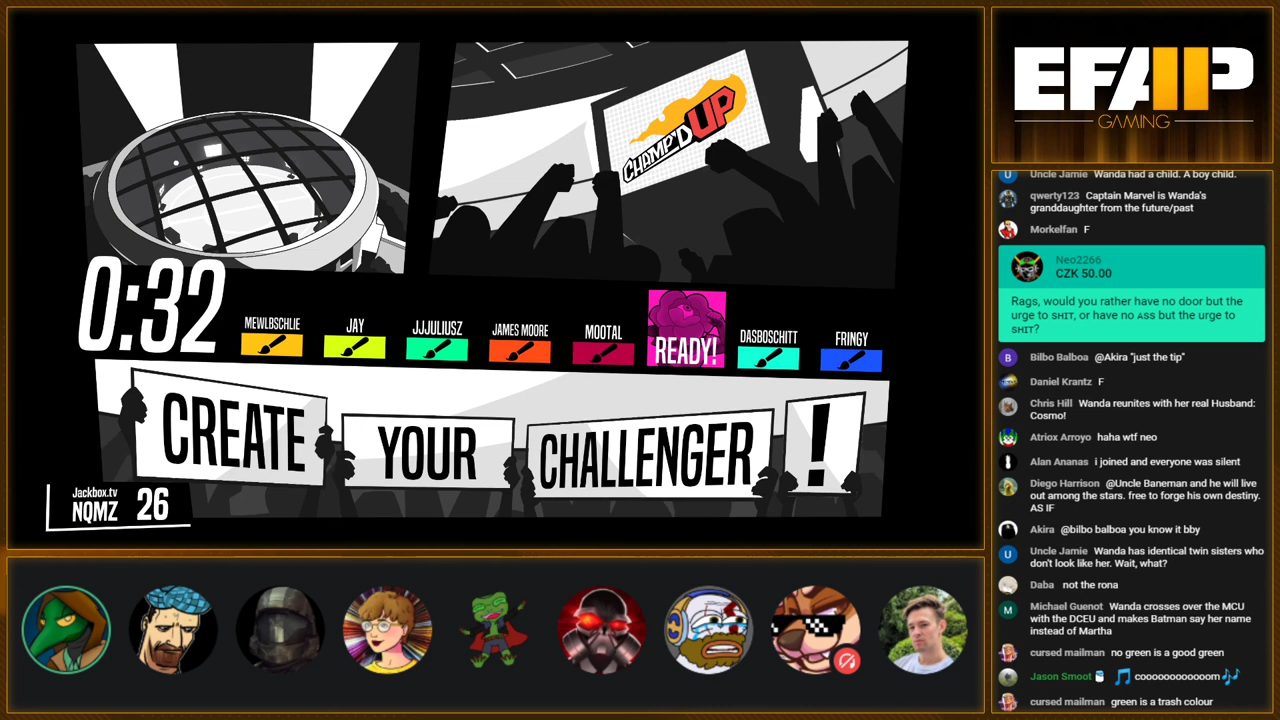 CHAMP'D UP
0:32
MEWLBSCHLIE
JAY
JJJULIUSZ
JAMES MOORE
MOOTAL
READY!
DASBOSCHITT
FRINGY
CREATE
YOUR
CHALLENGER
!
Jackbox.tv
NQMZ 26
EFAP
GAMING
U Uncle Jamie Wanda had a child. A boy child.
qwerty123 Captain Marvel is Wanda's
granddaughter from the future/past
Morkelfan F
Neo2266
CZK 50.00
Rags, would you rather have no door but the
urge to sʜɪᴛ, or have no ᴀss but the urge to
sʜɪᴛ?
B Bilbo Balboa @Akira "just the tip"
Daniel Krantz F
Chris Hill Wanda reunites with her real Husband:
Cosmo!
Atriox Arroyo haha wtf neo
Alan Ananas i joined and everyone was silent
Diego Harrison @Uncle Baneman and he will live
out among the stars. free to forge his own destiny.
AS IF
Akira @bilbo balboa you know it bby
U Uncle Jamie Wanda has identical twin sisters who
don't look like her. Wait, what?
Daba not the rona
M Michael Guenot Wanda crosses over the MCU
with the DCEU and makes Batman say her name
instead of Martha
cursed mailman no green is a good green
Jason Smoot 🎵 coooooooooooom 🎶
cursed mailman green is a trash colour